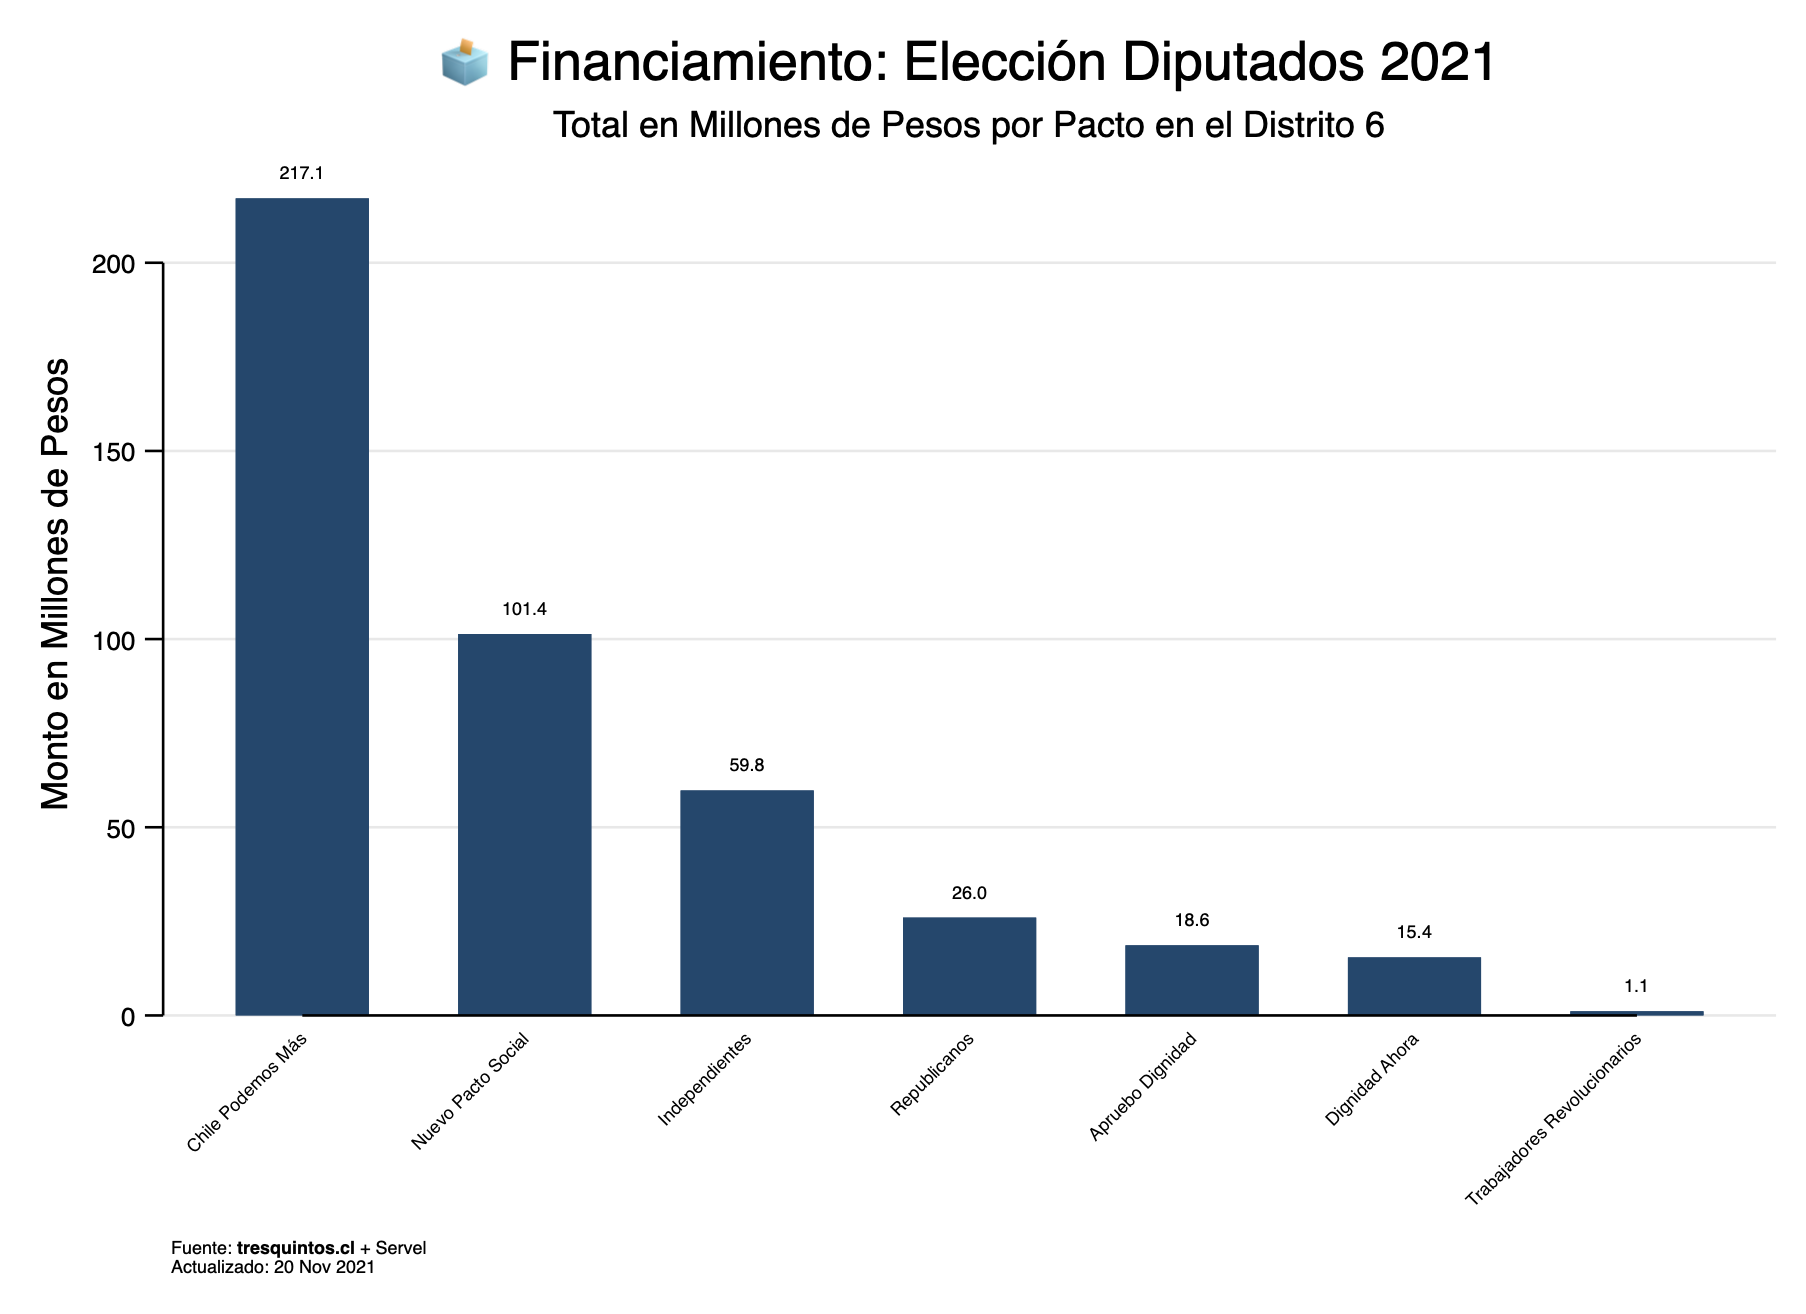 Financiamiento: Elección Diputados 2021
Total en Millones de Pesos por Pacto en el Distrito 6
Monto en Millones de Pesos
200
150
100
50
0
217.1
101.4
59.8
26.0
18.6
15.4
1.1
Chile Podemos Más
Nuevo Pacto Social
Independientes
Republicanos
Apruebo Dignidad
Dignidad Ahora
Trabajadores Revolucionarios
Fuente: tresquintos.cl + Servel
Actualizado: 20 Nov 2021